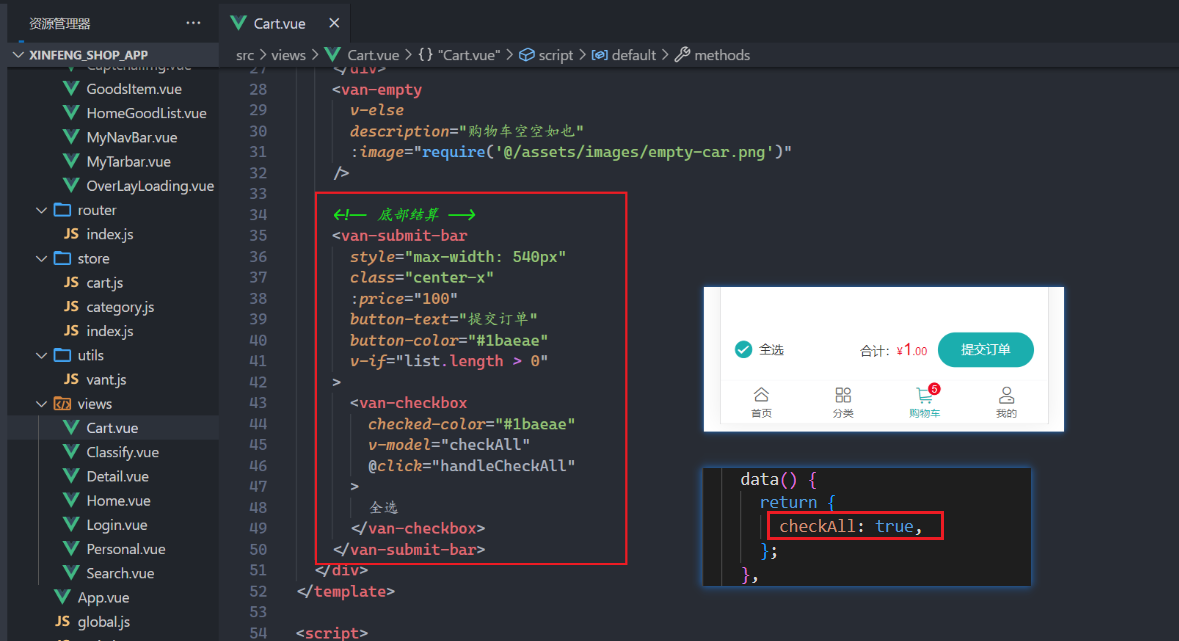 资源管理器
···
XINFENG_SHOP_APP
GoodsItem.vue
HomeGoodList.vue
MyNavBar.vue
MyTarbar.vue
OverLayLoading.vue
router
JS index.js
store
JS cart.js
JS category.js
JS index.js
utils
JS vant.js
views
Cart.vue
Classify.vue
Detail.vue
Home.vue
Login.vue
Personal.vue
Search.vue
App.vue
JS global.js
Cart.vue ×
src > views > Cart.vue > {} "Cart.vue" > script > default > methods
27 </div>
28 <van-empty
29 v-else
30 description="购物车空空如也"
31 :image="require('@/assets/images/empty-car.png')"
32 />
33
34 <!-- 底部结算 -->
35 <van-submit-bar
36 style="max-width: 540px"
37 class="center-x"
38 :price="100"
39 button-text="提交订单"
40 button-color="#1baeae"
41 v-if="list.length > 0"
42 >
43 <van-checkbox
44 checked-color="#1baeae"
45 v-model="checkAll"
46 @click="handleCheckAll"
47 >
48 全选
49 </van-checkbox>
50 </van-submit-bar>
51 </div>
52 </template>
53
54 <script>
全选 合计: ¥1.00 提交订单
5
首页 分类 购物车 我的
data() {
return {
checkAll: true,
};
},